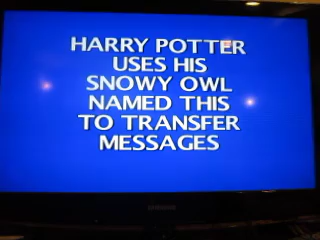 HARRY POTTER
USES HIS
SNOWY OWL
NAMED THIS
TO TRANSFER
MESSAGES